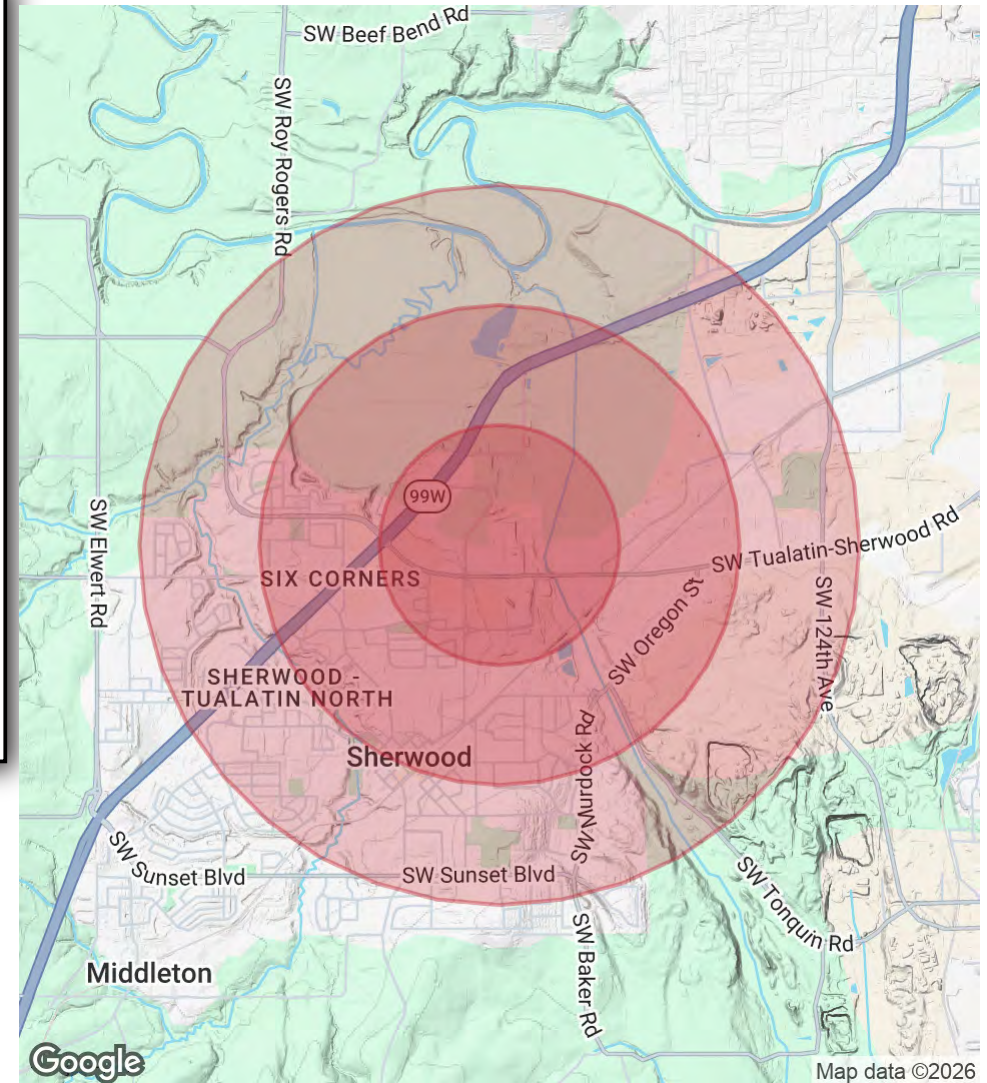 SW Beef Bend Rd
SW Roy Rogers Rd
99W
SW Elwert Rd
SIX CORNERS
SW Tualatin-Sherwood Rd
SW Oregon St
SW 124th Ave
SHERWOOD -
TUALATIN NORTH
Sherwood
SW Murdock Rd
SW Sunset Blvd
SW Sunset Blvd
SW Tonquin Rd
SW Baker Rd
Middleton
Google
Map data ©2026